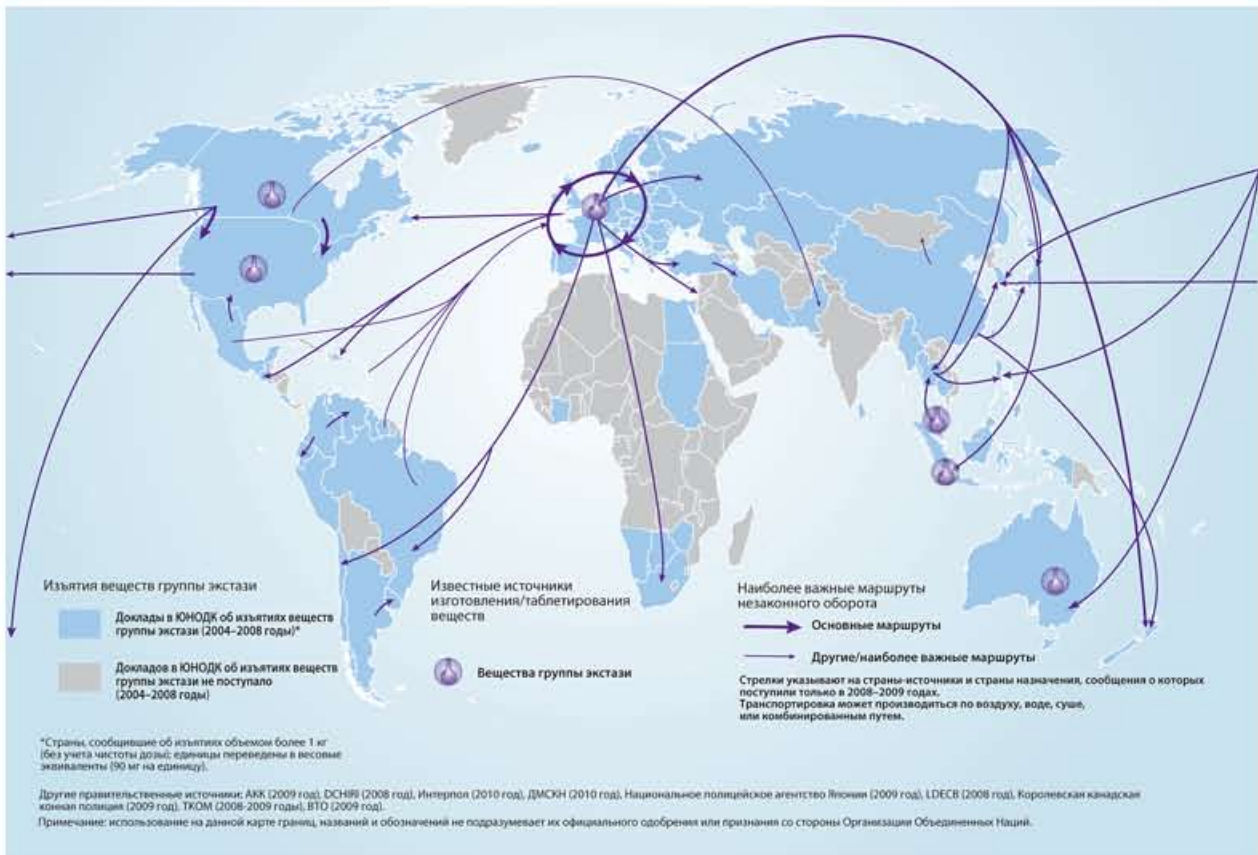 Изъятия веществ группы экстази
Доклады в ЮНОДК об изъятиях веществ
группы экстази (2004–2008 годы)*
Докладов в ЮНОДК об изъятиях веществ
группы экстази не поступало
(2004–2008 годы)
Известные источники
изготовления/таблетирования
веществ
Вещества группы экстази
Наиболее важные маршруты
незаконного оборота
Основные маршруты
Другие/наиболее важные маршруты
Стрелки указывают на страны-источники и страны назначения, сообщения о которых
поступили только в 2008–2009 годах.
Транспортировка может производиться по воздуху, воде, суше,
или комбинированным путем.
*Страны, сообщившие об изъятиях объемом более 1 кг
(без учета чистоты дозы); единицы переведены в весовые
эквиваленты (90 мг на единицу).
Другие правительственные источники: АКК (2009 год), DCHIRI (2008 год), Интерпол (2010 год), ДМСКН (2010 год), Национальное полицейское агентство Японии (2009 год), LDECB (2008 год), Королевская канадская
конная полиция (2009 год), ТКОМ (2008-2009 годы), ВТО (2009 год).
Примечание: использование на данной карте границ, названий и обозначений не подразумевает их официального одобрения или признания со стороны Организации Объединенных Наций.